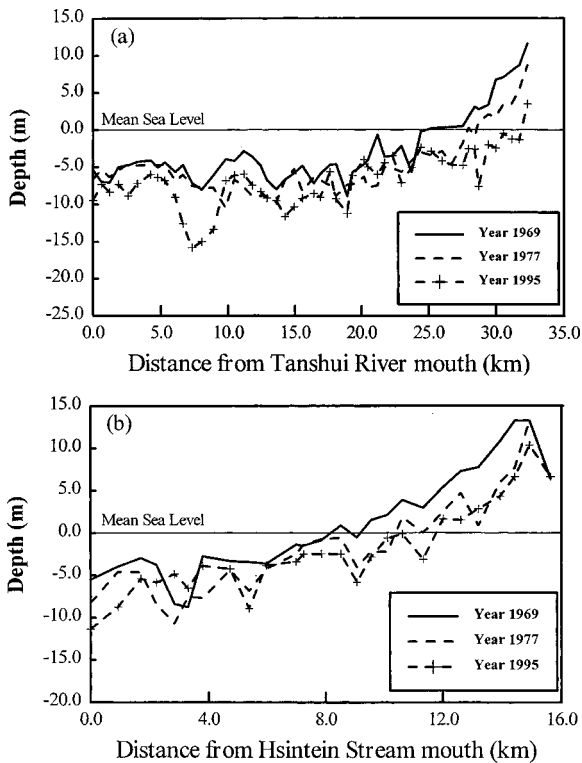 (a)
15.0
10.0
5.0
0.0
-5.0
-10.0
-15.0
-20.0
-25.0
Depth (m)
Mean Sea Level
Year 1969
Year 1977
Year 1995
0.0 5.0 10.0 15.0 20.0 25.0 30.0 35.0
Distance from Tanshui River mouth (km)
(b)
15.0
10.0
5.0
0.0
-5.0
-10.0
-15.0
-20.0
Depth (m)
Mean Sea Level
Year 1969
Year 1977
Year 1995
0.0 4.0 8.0 12.0 16.0
Distance from Hsintein Stream mouth (km)